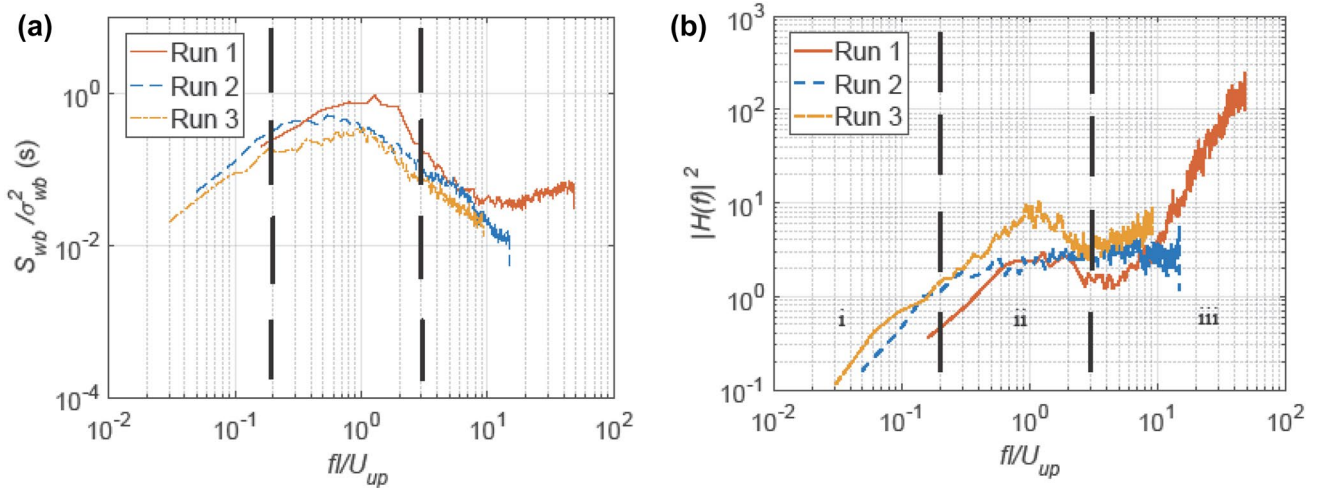 (a)
Run 1
Run 2
Run 3
10^0
10^-2
10^-4
S_wb/σ^2_wb (s)
10^-2 10^-1 10^0 10^1 10^2
fl/U_up
(b)
Run 1
Run 2
Run 3
10^3
10^2
10^1
10^0
10^-1
|H(f)|^2
i ii iii
10^-2 10^-1 10^0 10^1 10^2
fl/U_up